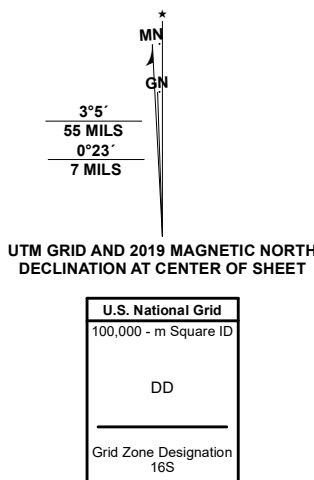 ★
MN
GN
3°5´
55 MILS
0°23´
7 MILS
UTM GRID AND 2019 MAGNETIC NORTH
DECLINATION AT CENTER OF SHEET
U.S. National Grid
100,000 - m Square ID
DD
Grid Zone Designation
16S